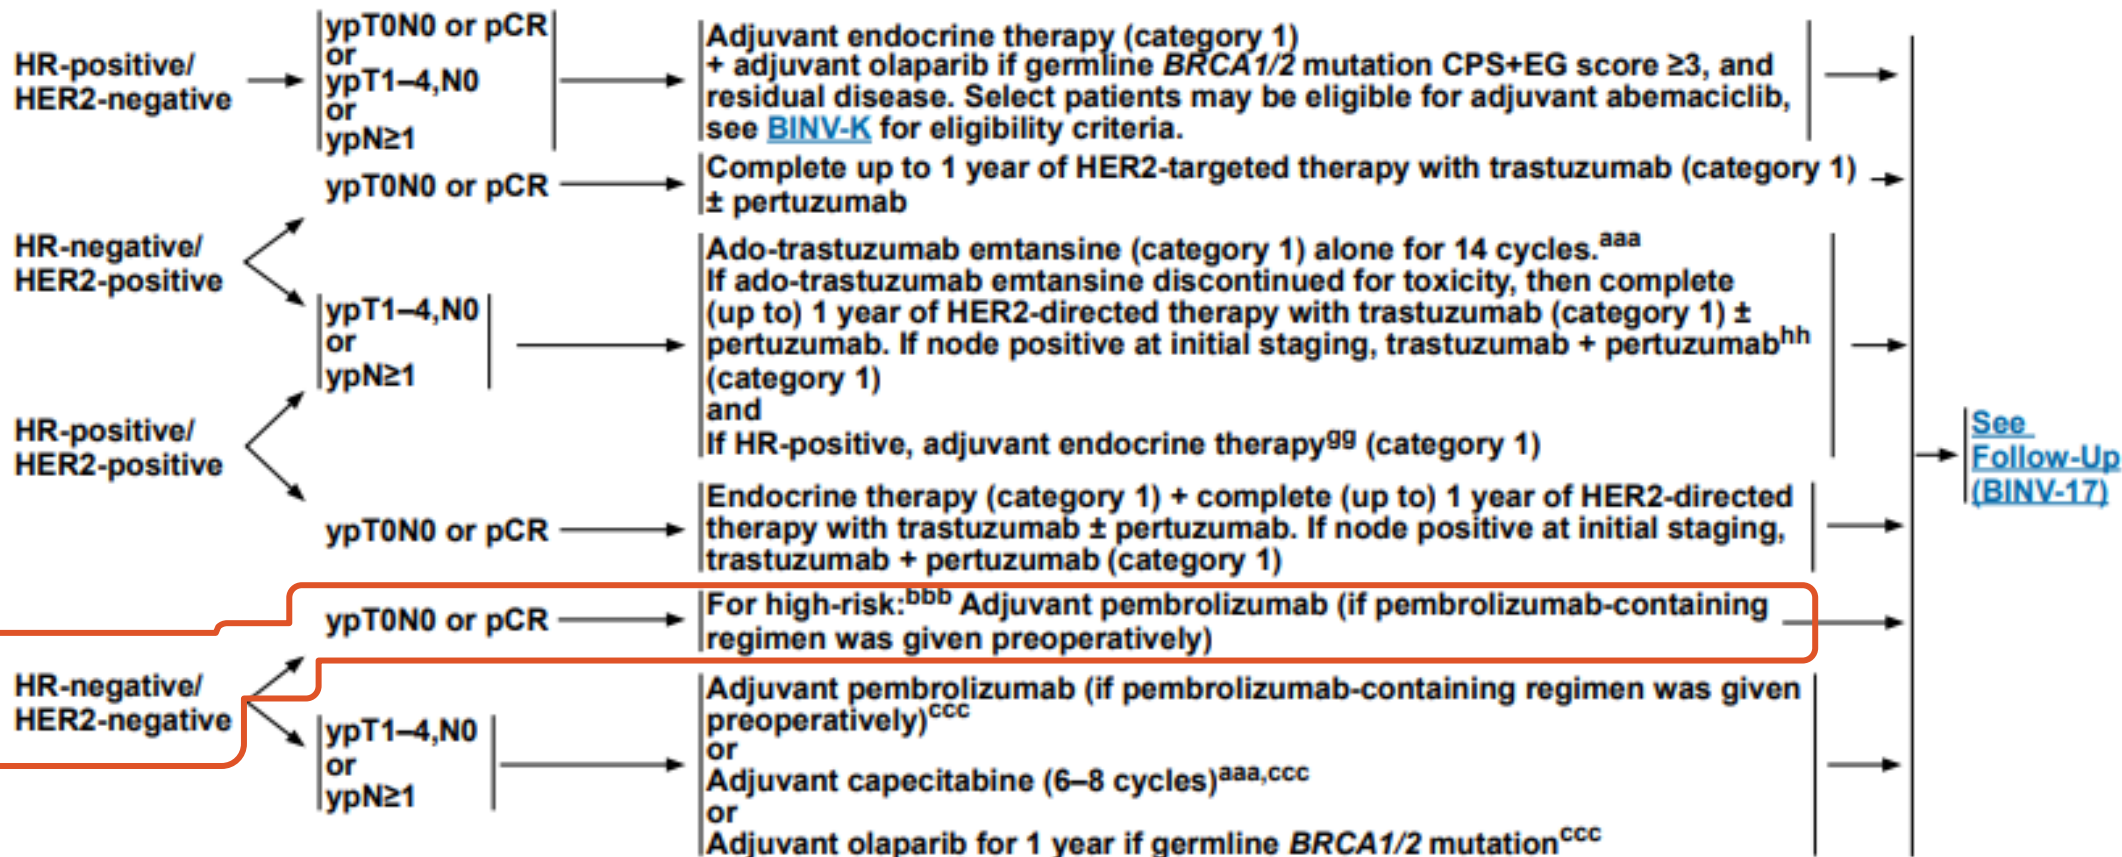 HR-positive/
HER2-negative
ypT0N0 or pCR
or
ypT1–4,N0
or
ypN≥1
Adjuvant endocrine therapy (category 1)
+ adjuvant olaparib if germline BRCA1/2 mutation CPS+EG score ≥3, and
residual disease. Select patients may be eligible for adjuvant abemaciclib,
see BINV-K for eligibility criteria.
HR-negative/
HER2-positive
ypT0N0 or pCR
Complete up to 1 year of HER2-targeted therapy with trastuzumab (category 1)
± pertuzumab
ypT1–4,N0
or
ypN≥1
Ado-trastuzumab emtansine (category 1) alone for 14 cycles.aaa
If ado-trastuzumab emtansine discontinued for toxicity, then complete
(up to) 1 year of HER2-directed therapy with trastuzumab (category 1) ±
pertuzumab. If node positive at initial staging, trastuzumab + pertuzumabhh
(category 1)
and
If HR-positive, adjuvant endocrine therapygg (category 1)
HR-positive/
HER2-positive
ypT0N0 or pCR
Endocrine therapy (category 1) + complete (up to) 1 year of HER2-directed
therapy with trastuzumab ± pertuzumab. If node positive at initial staging,
trastuzumab + pertuzumab (category 1)
HR-negative/
HER2-negative
ypT0N0 or pCR
For high-risk:bbb Adjuvant pembrolizumab (if pembrolizumab-containing
regimen was given preoperatively)
ypT1–4,N0
or
ypN≥1
Adjuvant pembrolizumab (if pembrolizumab-containing regimen was given
preoperatively)ccc
or
Adjuvant capecitabine (6–8 cycles)aaa,ccc
or
Adjuvant olaparib for 1 year if germline BRCA1/2 mutationccc
See
Follow-Up
(BINV-17)